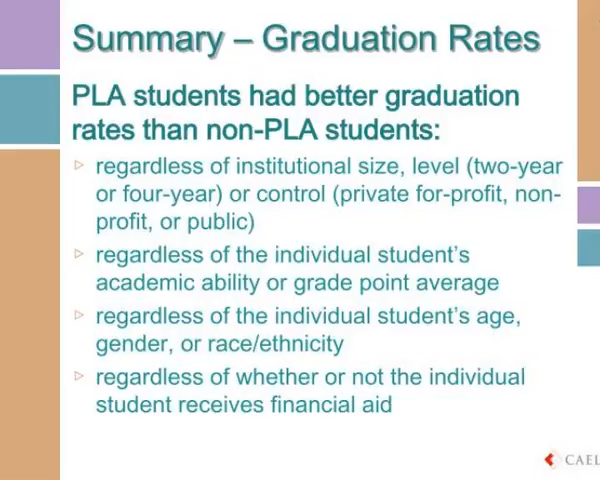 Summary – Graduation Rates
PLA students had better graduation
rates than non-PLA students:
regardless of institutional size, level (two-year
or four-year) or control (private for-profit, non-
profit, or public)
regardless of the individual student's
academic ability or grade point average
regardless of the individual student's age,
gender, or race/ethnicity
regardless of whether or not the individual
student receives financial aid
CAEL